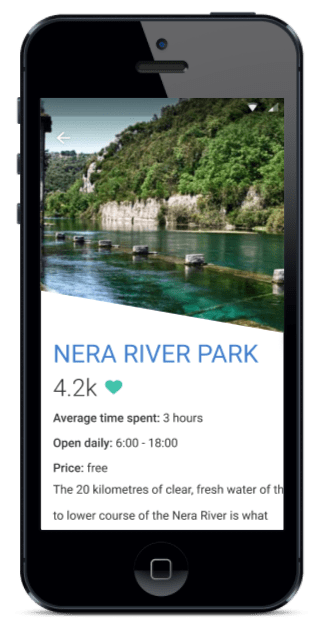 NERA RIVER PARK
4.2k
Average time spent: 3 hours
Open daily: 6:00 - 18:00
Price: free
The 20 kilometres of clear, fresh water of th
to lower course of the Nera River is what